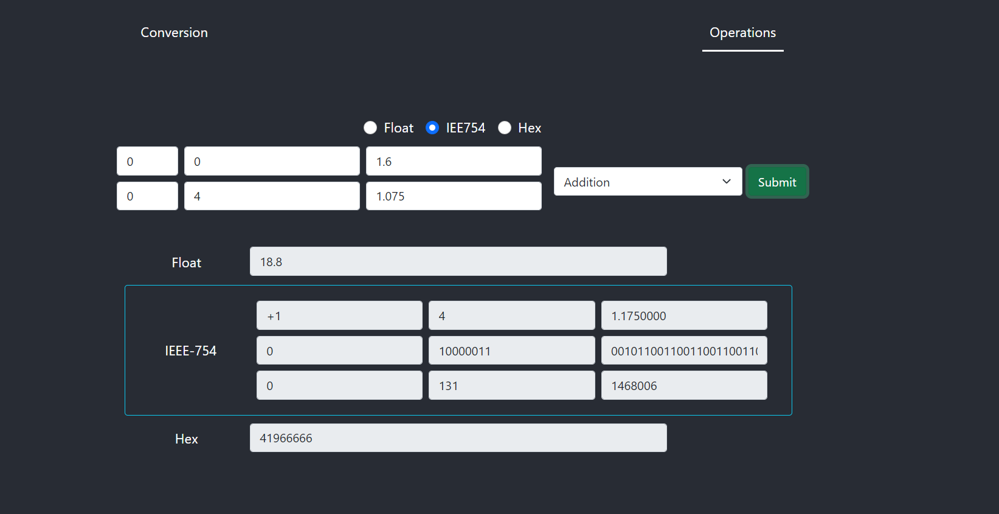 Conversion Operations
Float IEE754 Hex
0 0 1.6
0 4 1.075
Addition Submit
Float 18.8
+1 4 1.1750000
IEEE-754 0 10000011 0010110011001100110011
0 131 1468006
Hex 41966666